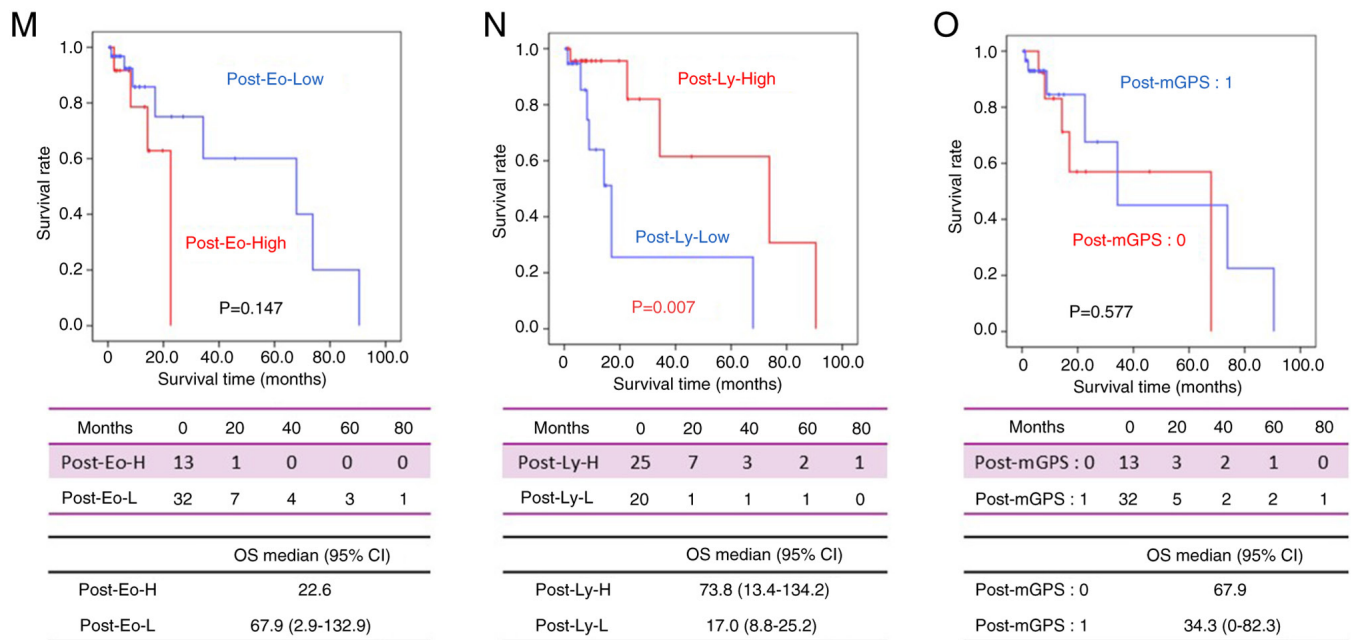 M
1.0
0.8
0.6
0.4
0.2
0.0
Survival rate
Post-Eo-Low
Post-Eo-High
P=0.147
0 20.0 40.0 60.0 80.0 100.0
Survival time (months)
Months 0 20 40 60 80
Post-Eo-H 13 1 0 0 0
Post-Eo-L 32 7 4 3 1
OS median (95% CI)
Post-Eo-H 22.6
Post-Eo-L 67.9 (2.9-132.9)
N
1.0
0.8
0.6
0.4
0.2
0.0
Survival rate
Post-Ly-High
Post-Ly-Low
P=0.007
0 20.0 40.0 60.0 80.0 100.0
Survival time (months)
Months 0 20 40 60 80
Post-Ly-H 25 7 3 2 1
Post-Ly-L 20 1 1 1 0
OS median (95% CI)
Post-Ly-H 73.8 (13.4-134.2)
Post-Ly-L 17.0 (8.8-25.2)
O
1.0
0.8
0.6
0.4
0.2
0.0
Survival rate
Post-mGPS : 1
Post-mGPS : 0
P=0.577
0 20.0 40.0 60.0 80.0 100.0
Survival time (months)
Months 0 20 40 60 80
Post-mGPS : 0 13 3 2 1 0
Post-mGPS : 1 32 5 2 2 1
OS median (95% CI)
Post-mGPS : 0 67.9
Post-mGPS : 1 34.3 (0-82.3)